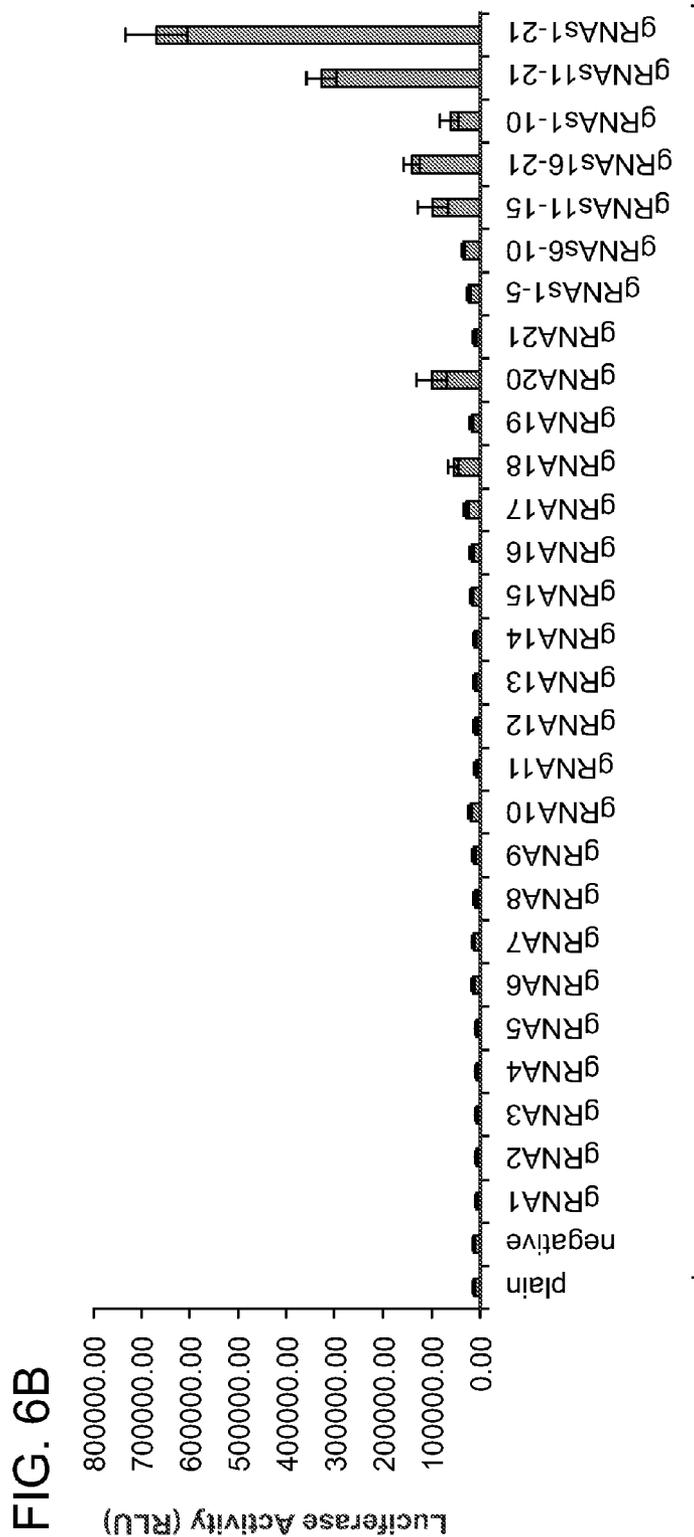 FIG. 6B
Luciferase Activity (RLU)
800000.00
700000.00
600000.00
500000.00
400000.00
300000.00
200000.00
100000.00
0.00
plain
negative
gRNA1
gRNA2
gRNA3
gRNA4
gRNA5
gRNA6
gRNA7
gRNA8
gRNA9
gRNA10
gRNA11
gRNA12
gRNA13
gRNA14
gRNA15
gRNA16
gRNA17
gRNA18
gRNA19
gRNA20
gRNA21
gRNAs1-5
gRNAs6-10
gRNAs11-15
gRNAs16-21
gRNAs1-10
gRNAs11-21
gRNAs1-21